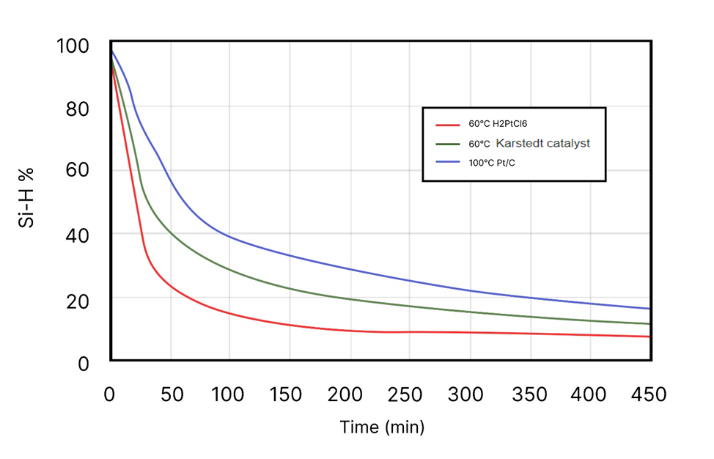 100
80
60
40
20
0
Si-H %
60°C H2PtCl6
60°C Karstedt catalyst
100°C Pt/C
0 50 100 150 200 250 300 350 400 450
Time (min)